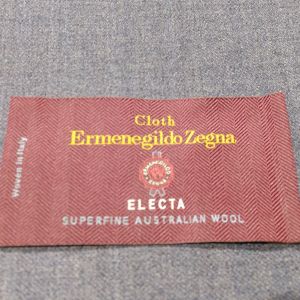 Cloth
Ermenegildo Zegna
ELECTA
SUPERFINE AUSTRALIAN WOOL
Woven in Italy